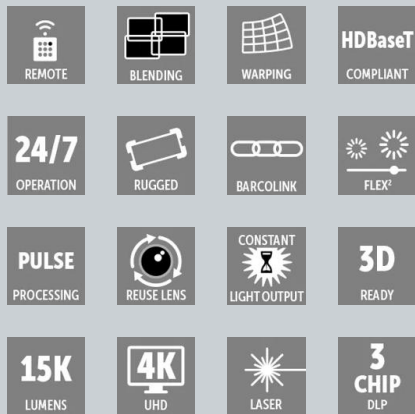 REMOTE
BLENDING
WARPING
HDBaseT
COMPLIANT
24/7
OPERATION
RUGGED
BARCOLINK
FLEX²
PULSE
PROCESSING
REUSE LENS
CONSTANT
LIGHT OUTPUT
3D
READY
15K
LUMENS
4K
UHD
LASER
3
CHIP
DLP